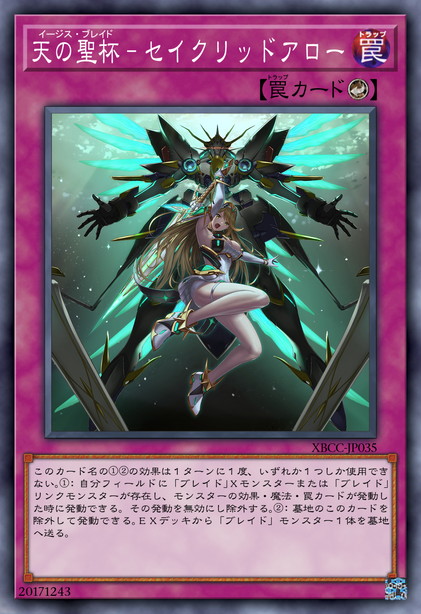 イージス・ブレイド
天の聖杯－セイクリッドアロー
トラップ
罠
トラップ
【罠カード】
XBCC-JP035
このカード名の①②の効果は１ターンに１度、いずれか１つしか使用でき
ない。①：自分フィールドに「ブレイド」Ｘモンスターまたは「ブレイド」
リンクモンスターが存在し、モンスターの効果・魔法・罠カードが発動し
た時に発動できる。その発動を無効にし除外する。②：墓地のこのカードを
除外して発動できる。ＥＸデッキから「ブレイド」モンスター１体を墓地
へ送る。
20171243